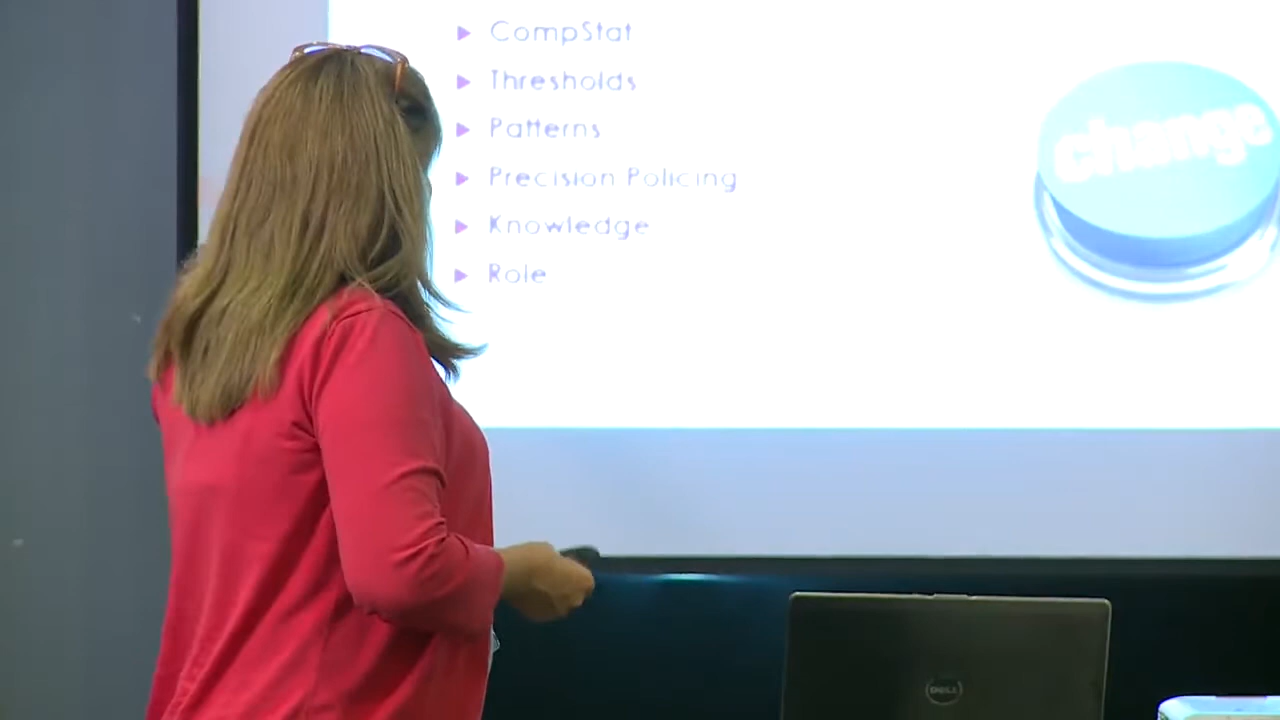 CompStat
Thresholds
Patterns
Precision Policing
Knowledge
Role
change
DELL